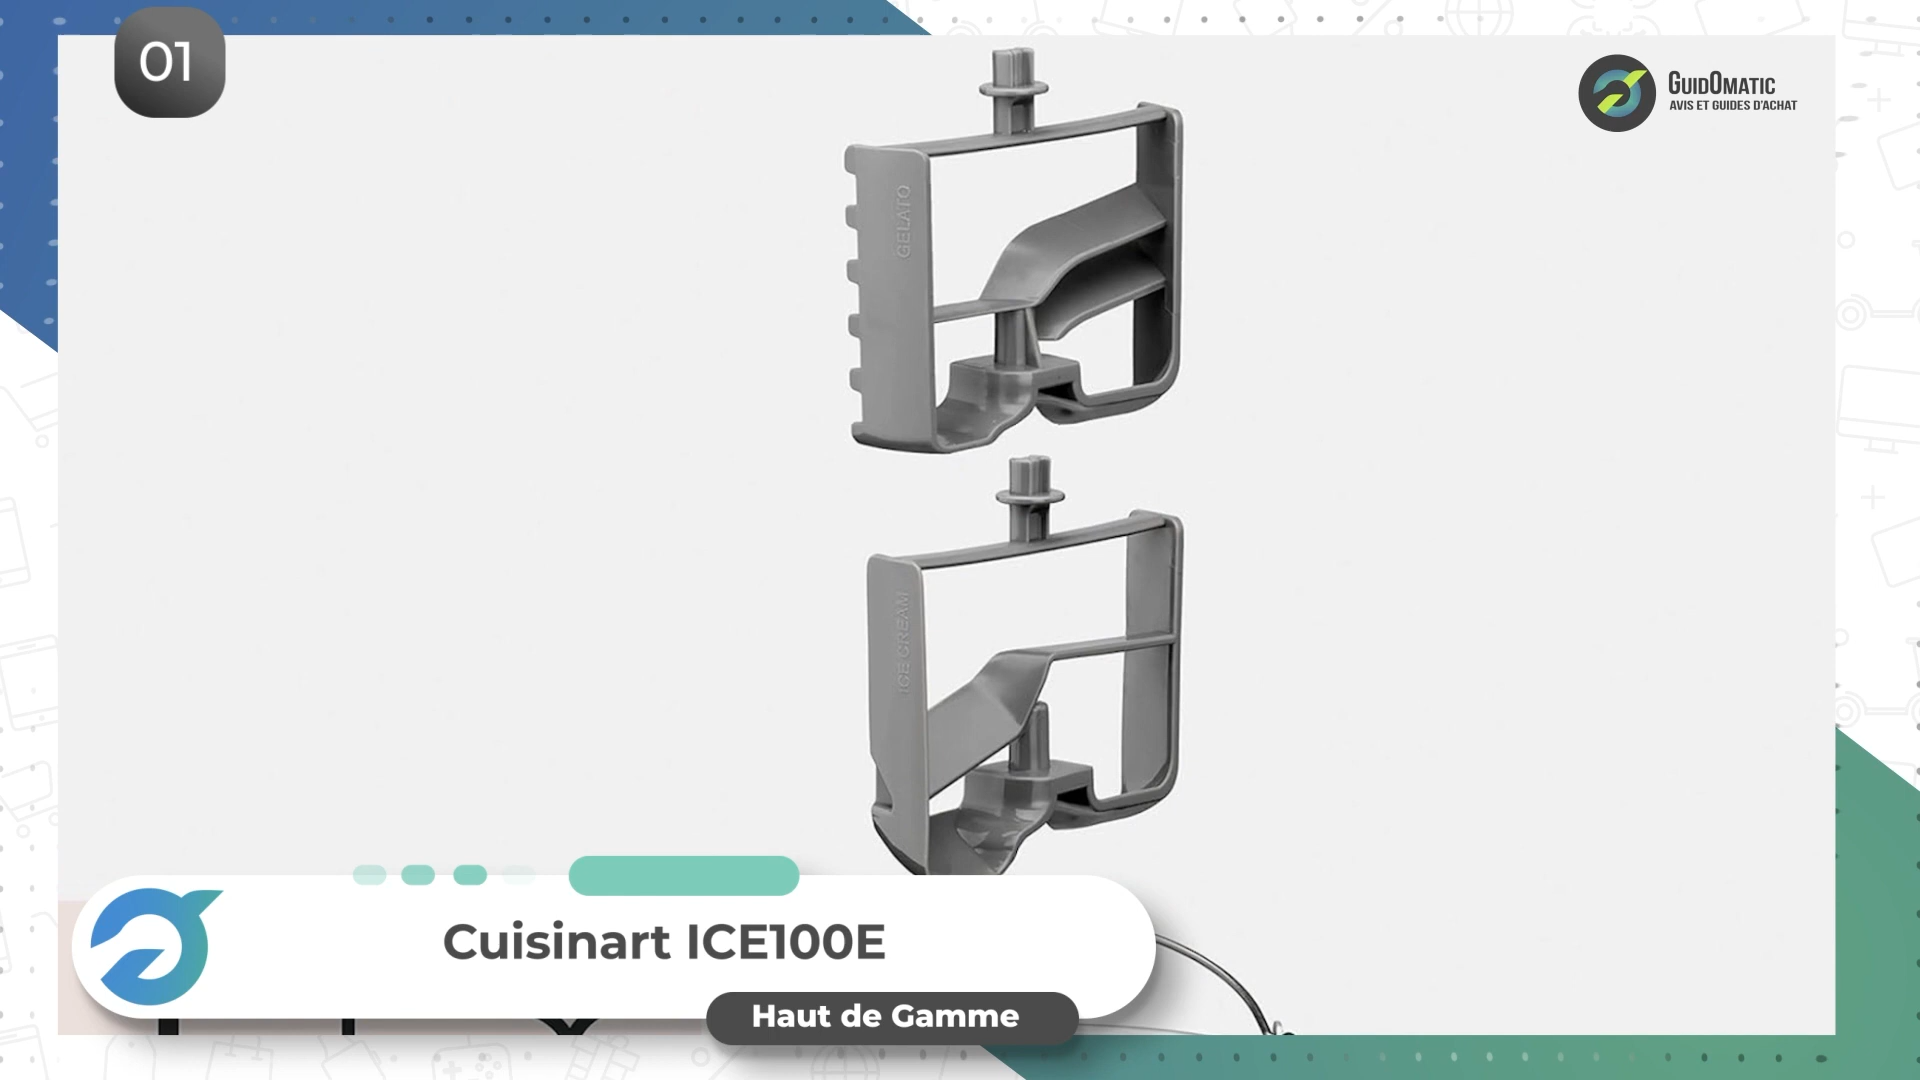 01
GUIDOMATIC
AVIS ET GUIDES D'ACHAT
GELATO
ICE CREAM
Cuisinart ICE100E
Haut de Gamme